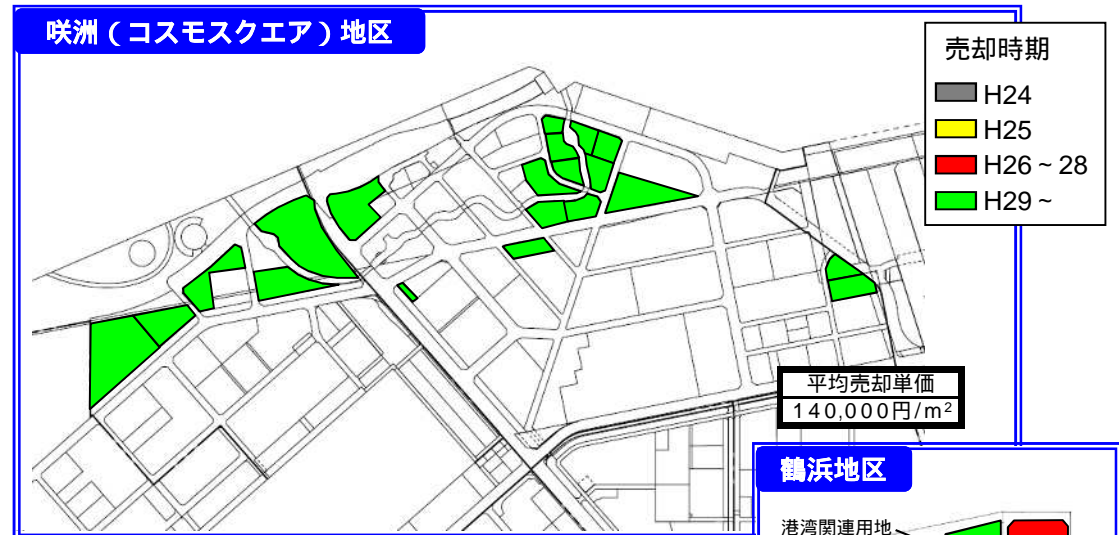 咲洲（コスモスクエア）地区
売却時期
H24
H25
H26～28
H29～
平均売却単価
140,000円/m²
鶴浜地区
港湾関連用地